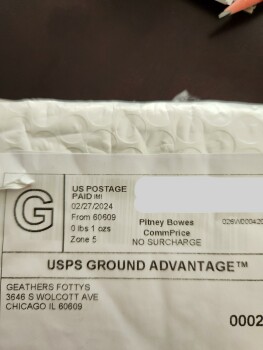 G
US POSTAGE
PAID IMI
02/27/2024
From 60609
0 lbs 1 ozs
Zone 5
Pitney Bowes
CommPrice
NO SURCHARGE
USPS GROUND ADVANTAGE™
GEATHERS FOTTYS
3646 S WOLCOTT AVE
CHICAGO IL 60609
0002